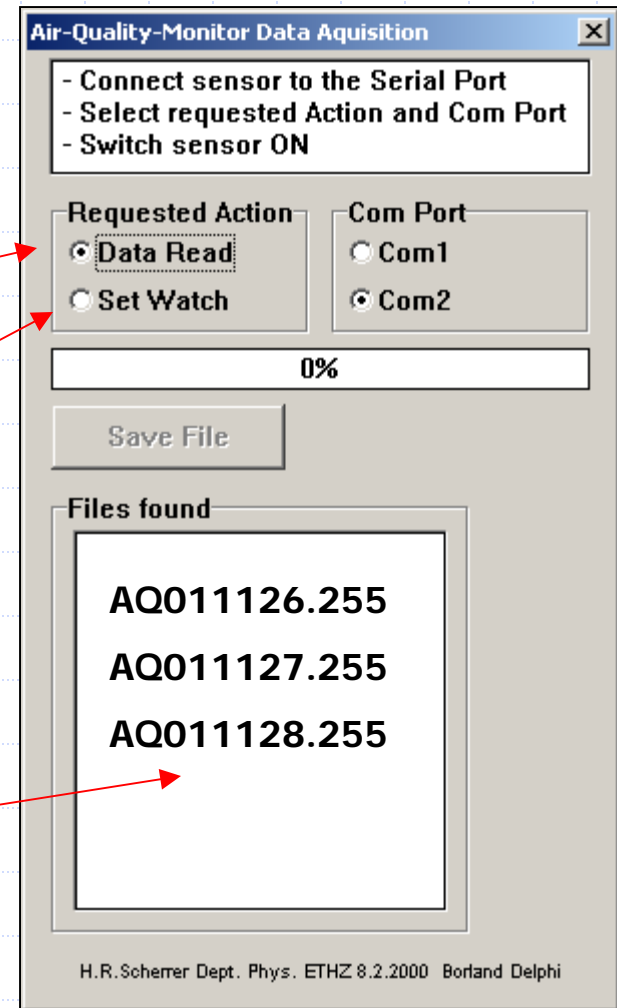 Air-Quality-Monitor Data Aquisition
- Connect sensor to the Serial Port
- Select requested Action and Com Port
- Switch sensor ON
Requested Action
Data Read
Set Watch
Com Port
Com1
Com2
0%
Save File
Files found
AQ011126.255
AQ011127.255
AQ011128.255
H.R.Scherrer Dept. Phys. ETHZ 8.2.2000 Borland Delphi